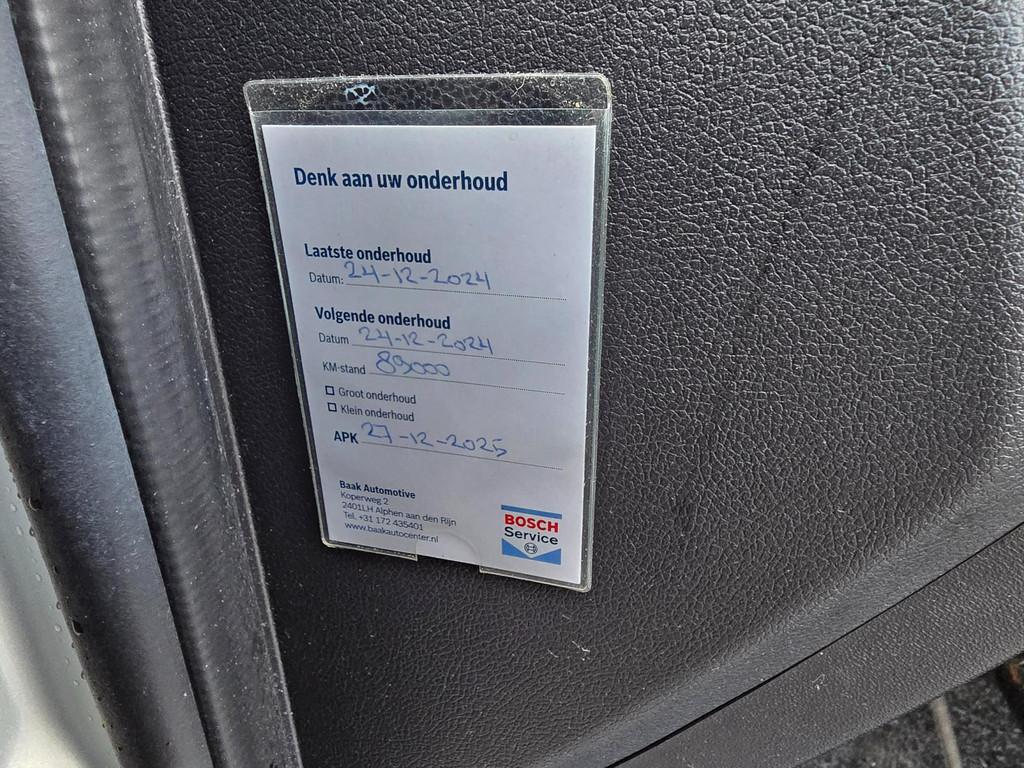 Denk aan uw onderhoud
Laatste onderhoud
Datum: 24-12-2024
Volgende onderhoud
Datum 24-12-2024
KM-stand 89000
Groot onderhoud
Klein onderhoud
APK 27-12-2025
Baak Automotive
Koperweg 2
2401LH Alphen aan den Rijn
Tel. +31 172 435401
www.baakautocenter.nl
BOSCH
Service